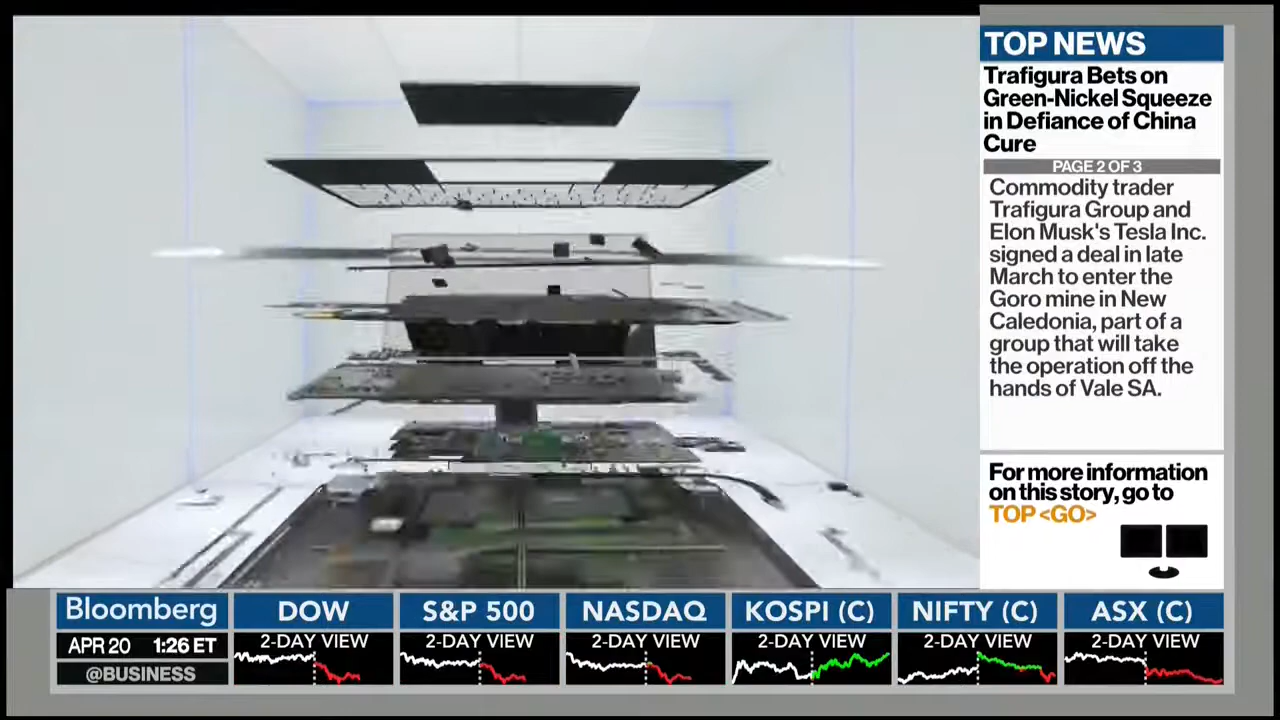 TOP NEWS
Trafigura Bets on
Green-Nickel Squeeze
in Defiance of China
Cure
PAGE 2 OF 3
Commodity trader
Trafigura Group and
Elon Musk's Tesla Inc.
signed a deal in late
March to enter the
Goro mine in New
Caledonia, part of a
group that will take
the operation off the
hands of Vale SA.
For more information
on this story, go to
TOP <GO>
Bloomberg
DOW
S&P 500
NASDAQ
KOSPI (C)
NIFTY (C)
ASX (C)
APR 20 1:26 ET
2-DAY VIEW
2-DAY VIEW
2-DAY VIEW
2-DAY VIEW
2-DAY VIEW
2-DAY VIEW
@BUSINESS